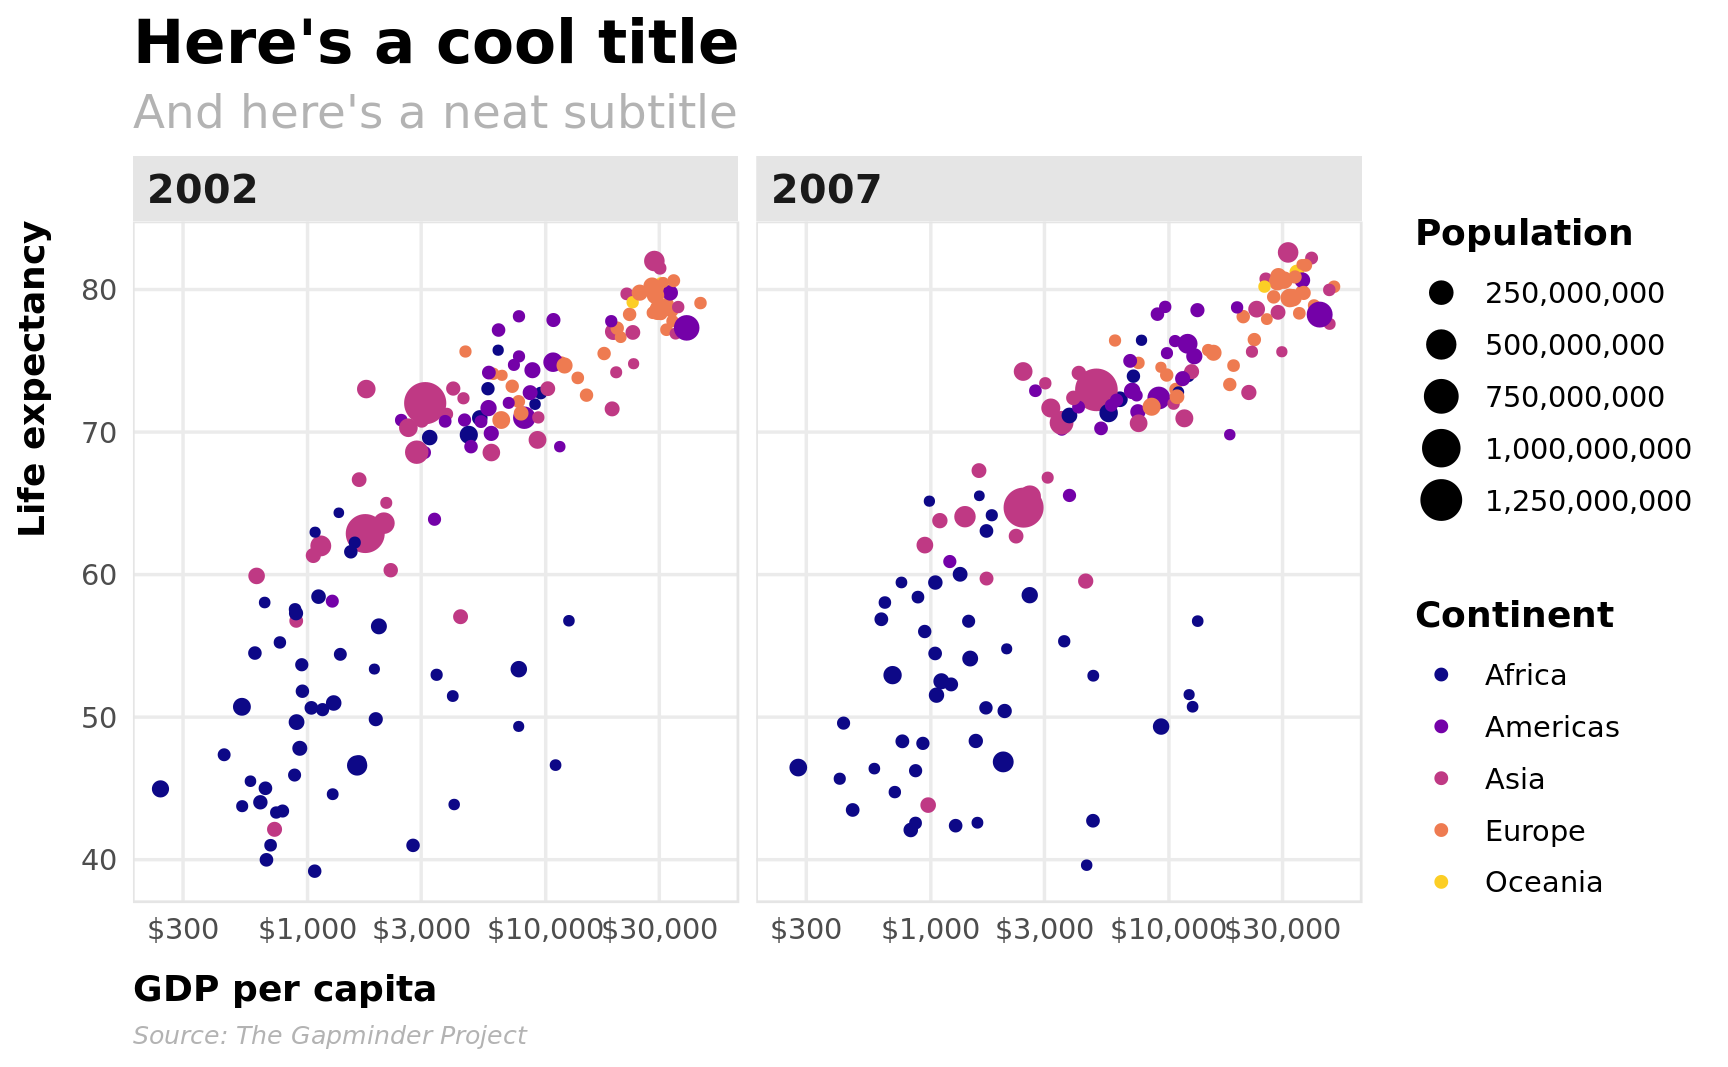 Here's a cool title
And here's a neat subtitle
2002
2007
Life expectancy
80
70
60
50
40
$300 $1,000 $3,000 $10,000 $30,000
$300 $1,000 $3,000 $10,000 $30,000
GDP per capita
Source: The Gapminder Project
Population
250,000,000
500,000,000
750,000,000
1,000,000,000
1,250,000,000
Continent
Africa
Americas
Asia
Europe
Oceania